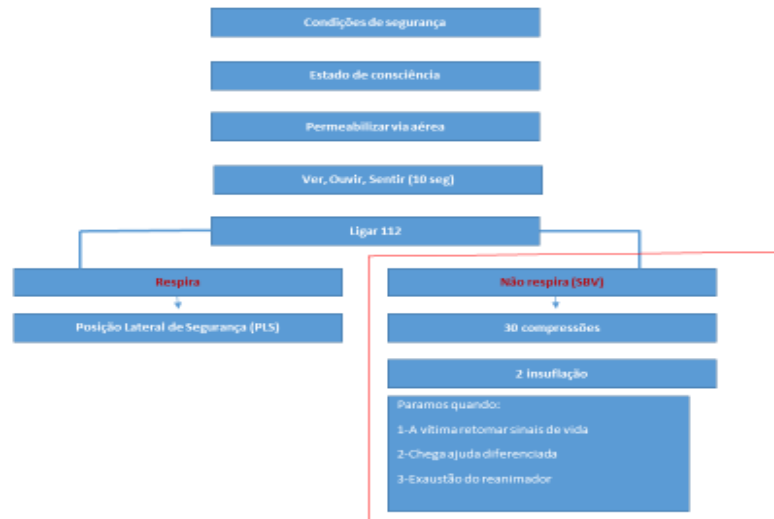 Condições de segurança
Estado de consciência
Permeabilizar via aérea
Ver, Ouvir, Sentir (10 seg)
Ligar 112
Respira
Posição Lateral de Segurança (PLS)
Não respira (SBV)
30 compressões
2 insuflação
Paramos quando:
1-A vítima retomar sinais de vida
2-Chega ajuda diferenciada
3-Exaustão do reanimador